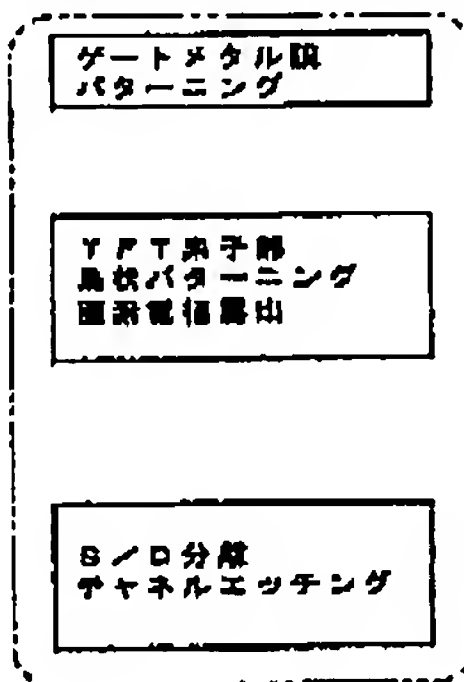 ゲートメタル膜
パターニング
TFT素子部
島状パターニング
画素電極露出
S/D分離
チャネルエッチング